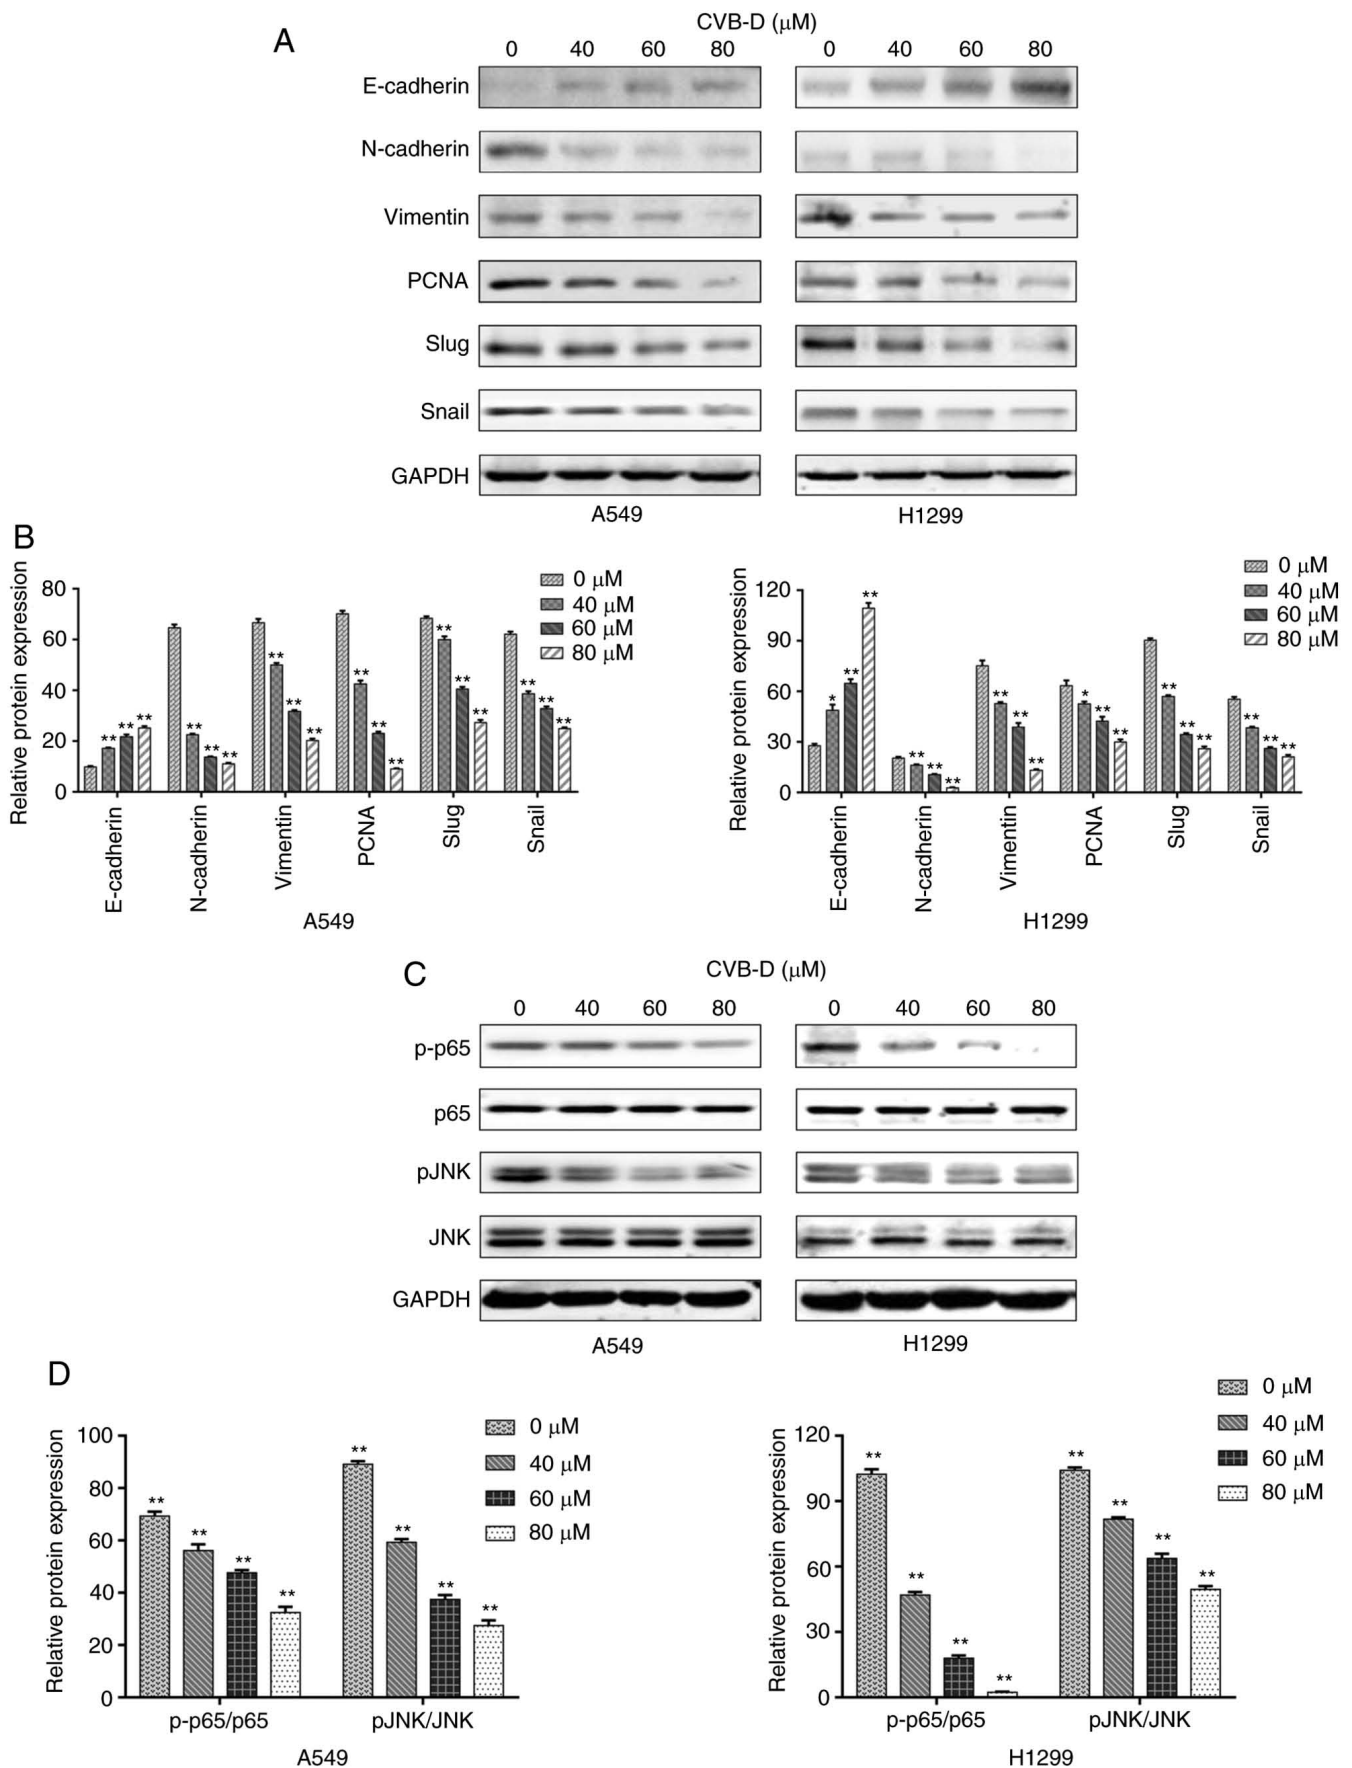 A
CVB-D (μM)
0 40 60 80 0 40 60 80
E-cadherin
N-cadherin
Vimentin
PCNA
Slug
Snail
GAPDH
A549 H1299
B
Relative protein expression
80
60
40
20
0
** ** **
** ** **
** ** **
** ** **
** ** **
** ** **
0 μM
40 μM
60 μM
80 μM
E-cadherin N-cadherin Vimentin PCNA Slug Snail
A549
Relative protein expression
120
90
60
30
0
* ** **
** ** **
** ** **
* ** **
** ** **
** ** **
0 μM
40 μM
60 μM
80 μM
E-cadherin N-cadherin Vimentin PCNA Slug Snail
H1299
C
CVB-D (μM)
0 40 60 80 0 40 60 80
p-p65
p65
pJNK
JNK
GAPDH
A549 H1299
D
Relative protein expression
100
80
60
40
20
0
** ** ** **
** ** ** **
0 μM
40 μM
60 μM
80 μM
p-p65/p65 pJNK/JNK
A549
Relative protein expression
120
90
60
30
0
** ** ** **
** ** ** **
0 μM
40 μM
60 μM
80 μM
p-p65/p65 pJNK/JNK
H1299